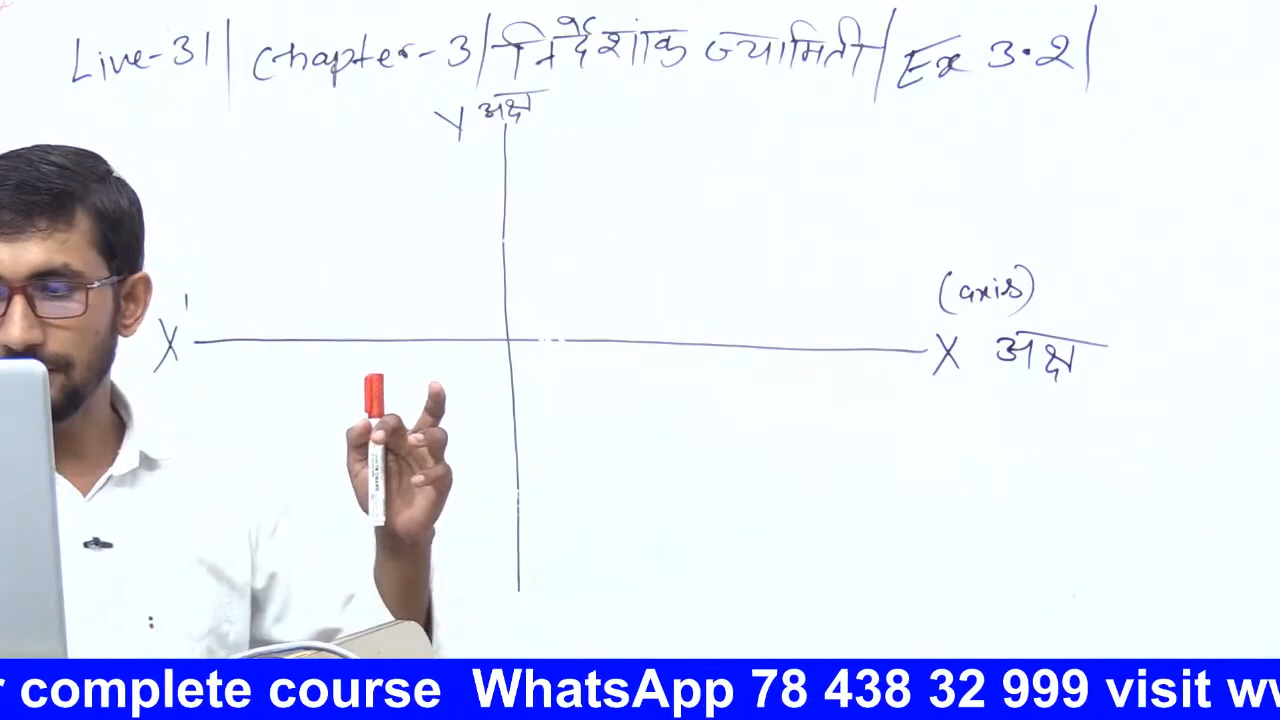 Live-31 | Chapter-3 | निर्देशांक ज्यामिती | Ex 3.2 |
Y अक्ष
(axis)
X' X अक्ष
complete course WhatsApp 78 438 32 999 visit